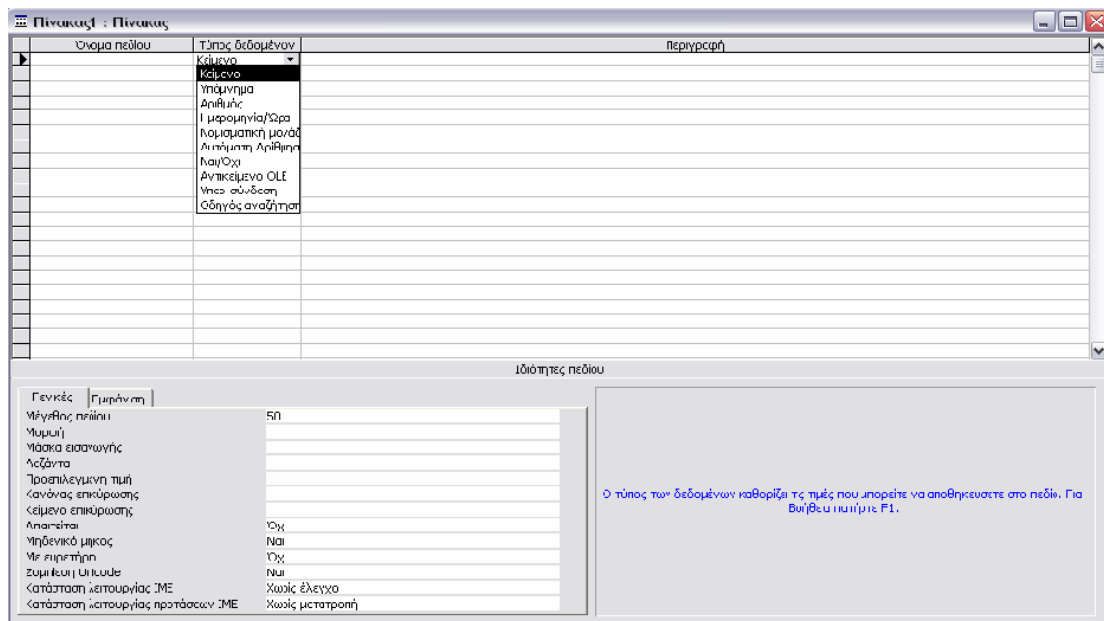 Πίνακας1 : Πίνακας
Όνομα πεδίου Τύπος δεδομένων Περιγραφή
Κείμενο
Κείμενο
Υπόμνημα
Αριθμός
Ημερομηνία/Ώρα
Νομισματική μονάδ
Αυτόματη Αρίθμησ
Ναι/Όχι
Αντικείμενο OLE
Υπερ-σύνδεση
Οδηγός αναζήτηση
Ιδιότητες πεδίου
Γενικές Εμφάνιση
Μέγεθος πεδίου 50
Μορφή
Μάσκα εισαγωγής
Λεζάντα
Προεπιλεγμένη τιμή
Κανόνας επικύρωσης
Κείμενο επικύρωσης
Απαιτείται Όχι
Μηδενικό μήκος Ναι
Με ευρετήριο Όχι
Συμπίεση Unicode Ναι
Κατάσταση λειτουργίας IME Χωρίς έλεγχο
Κατάσταση λειτουργίας προτάσεων IME Χωρίς μετατροπή
Ο τύπος των δεδομένων καθορίζει τις τιμές που μπορείτε να αποθηκεύσετε στο πεδίο. Για
βοήθεια πατήστε F1.